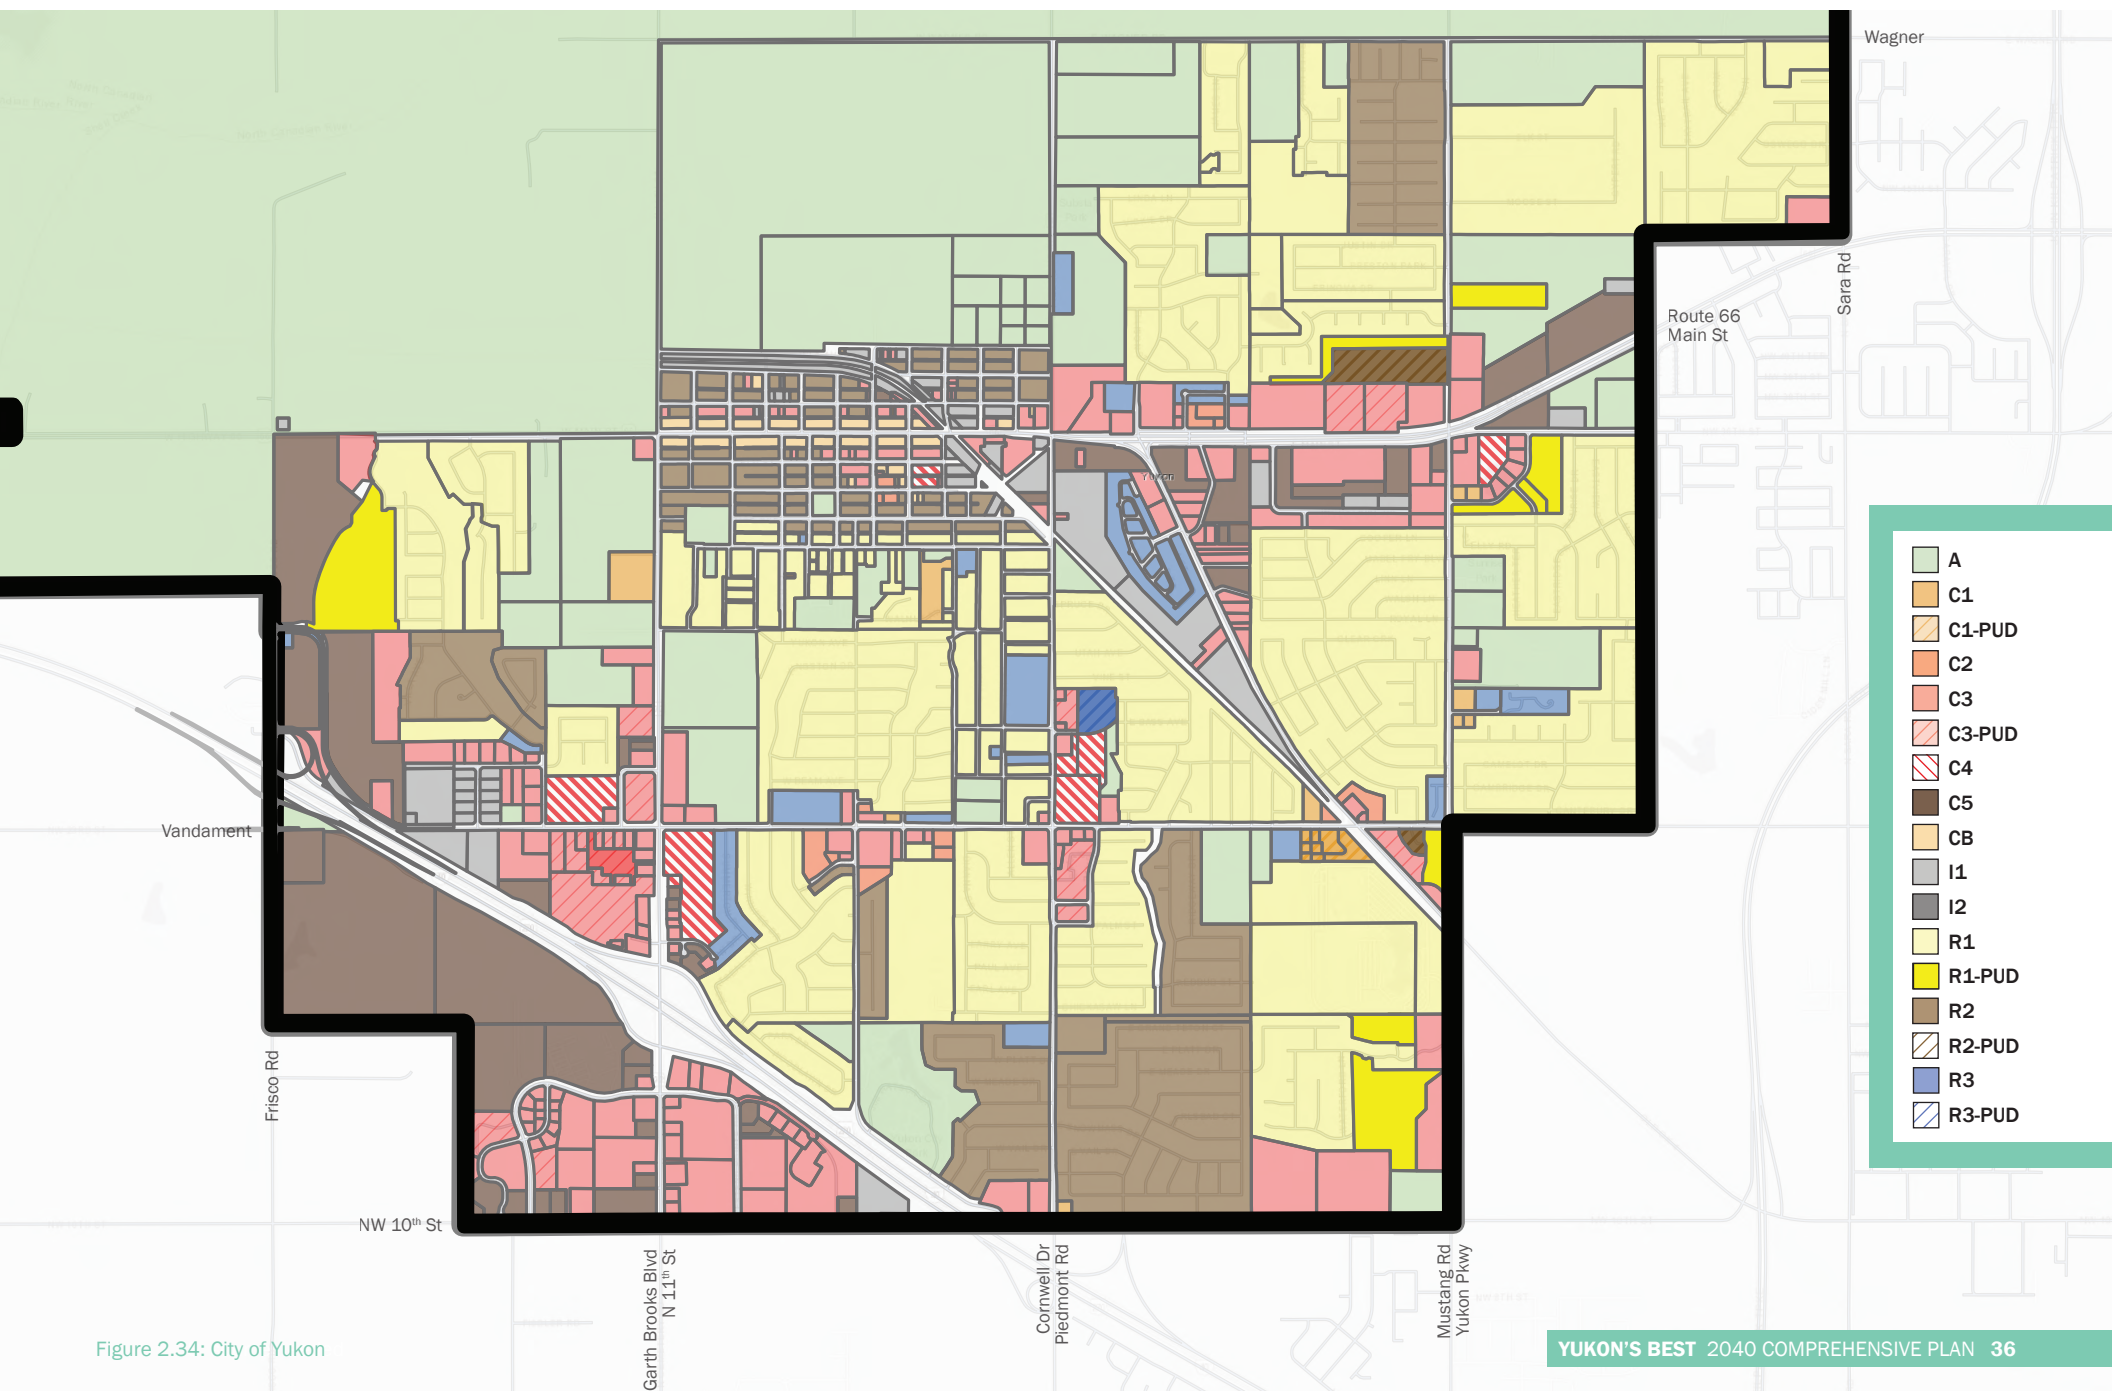 Wagner
Sara Rd
Route 66
Main St
Yukon
A
C1
C1-PUD
C2
C3
C3-PUD
C4
C5
CB
I1
I2
R1
R1-PUD
R2
R2-PUD
R3
R3-PUD
Vandament
Frisco Rd
NW 10th St
Garth Brooks Blvd
N 11th St
Cornwell Dr
Piedmont Rd
Mustang Rd
Yukon Pkwy
Figure 2.34: City of Yukon
YUKON'S BEST 2040 COMPREHENSIVE PLAN 36